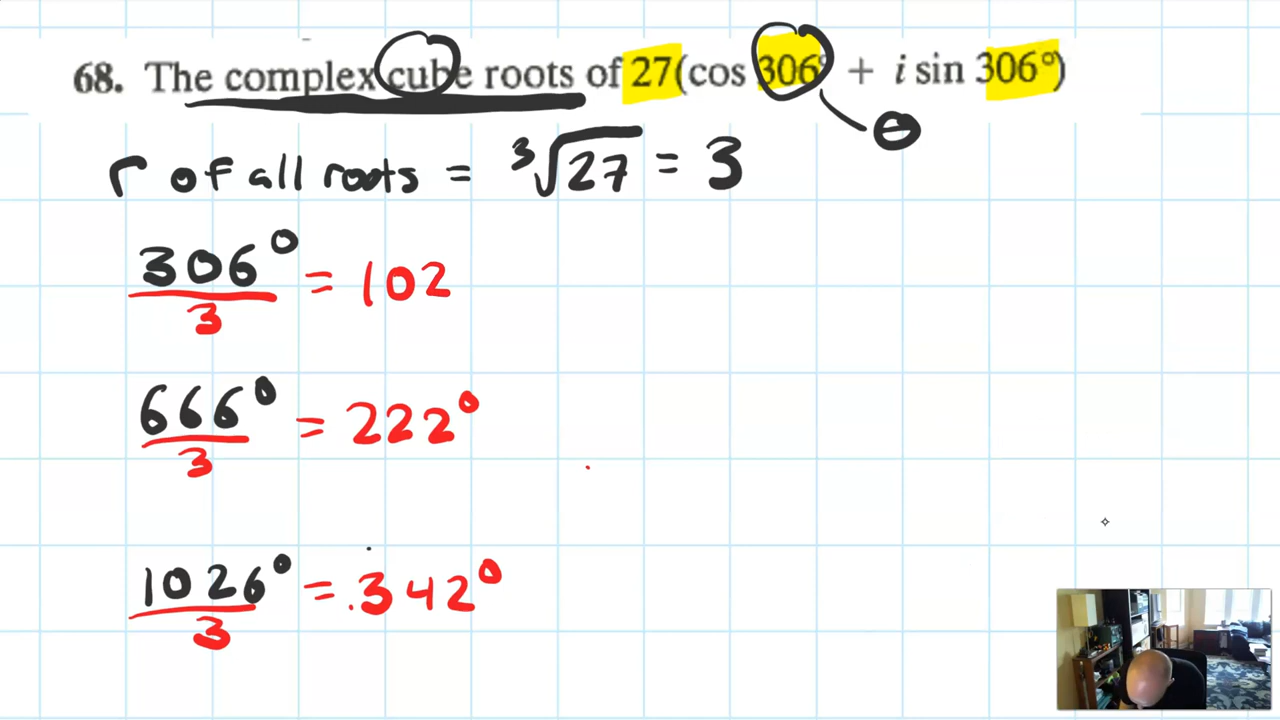 68. The complex cube roots of 27(cos 306° + i sin 306°)
θ
r of all roots = ³√27 = 3
306°/3 = 102
666°/3 = 222°
1026°/3 = .342°